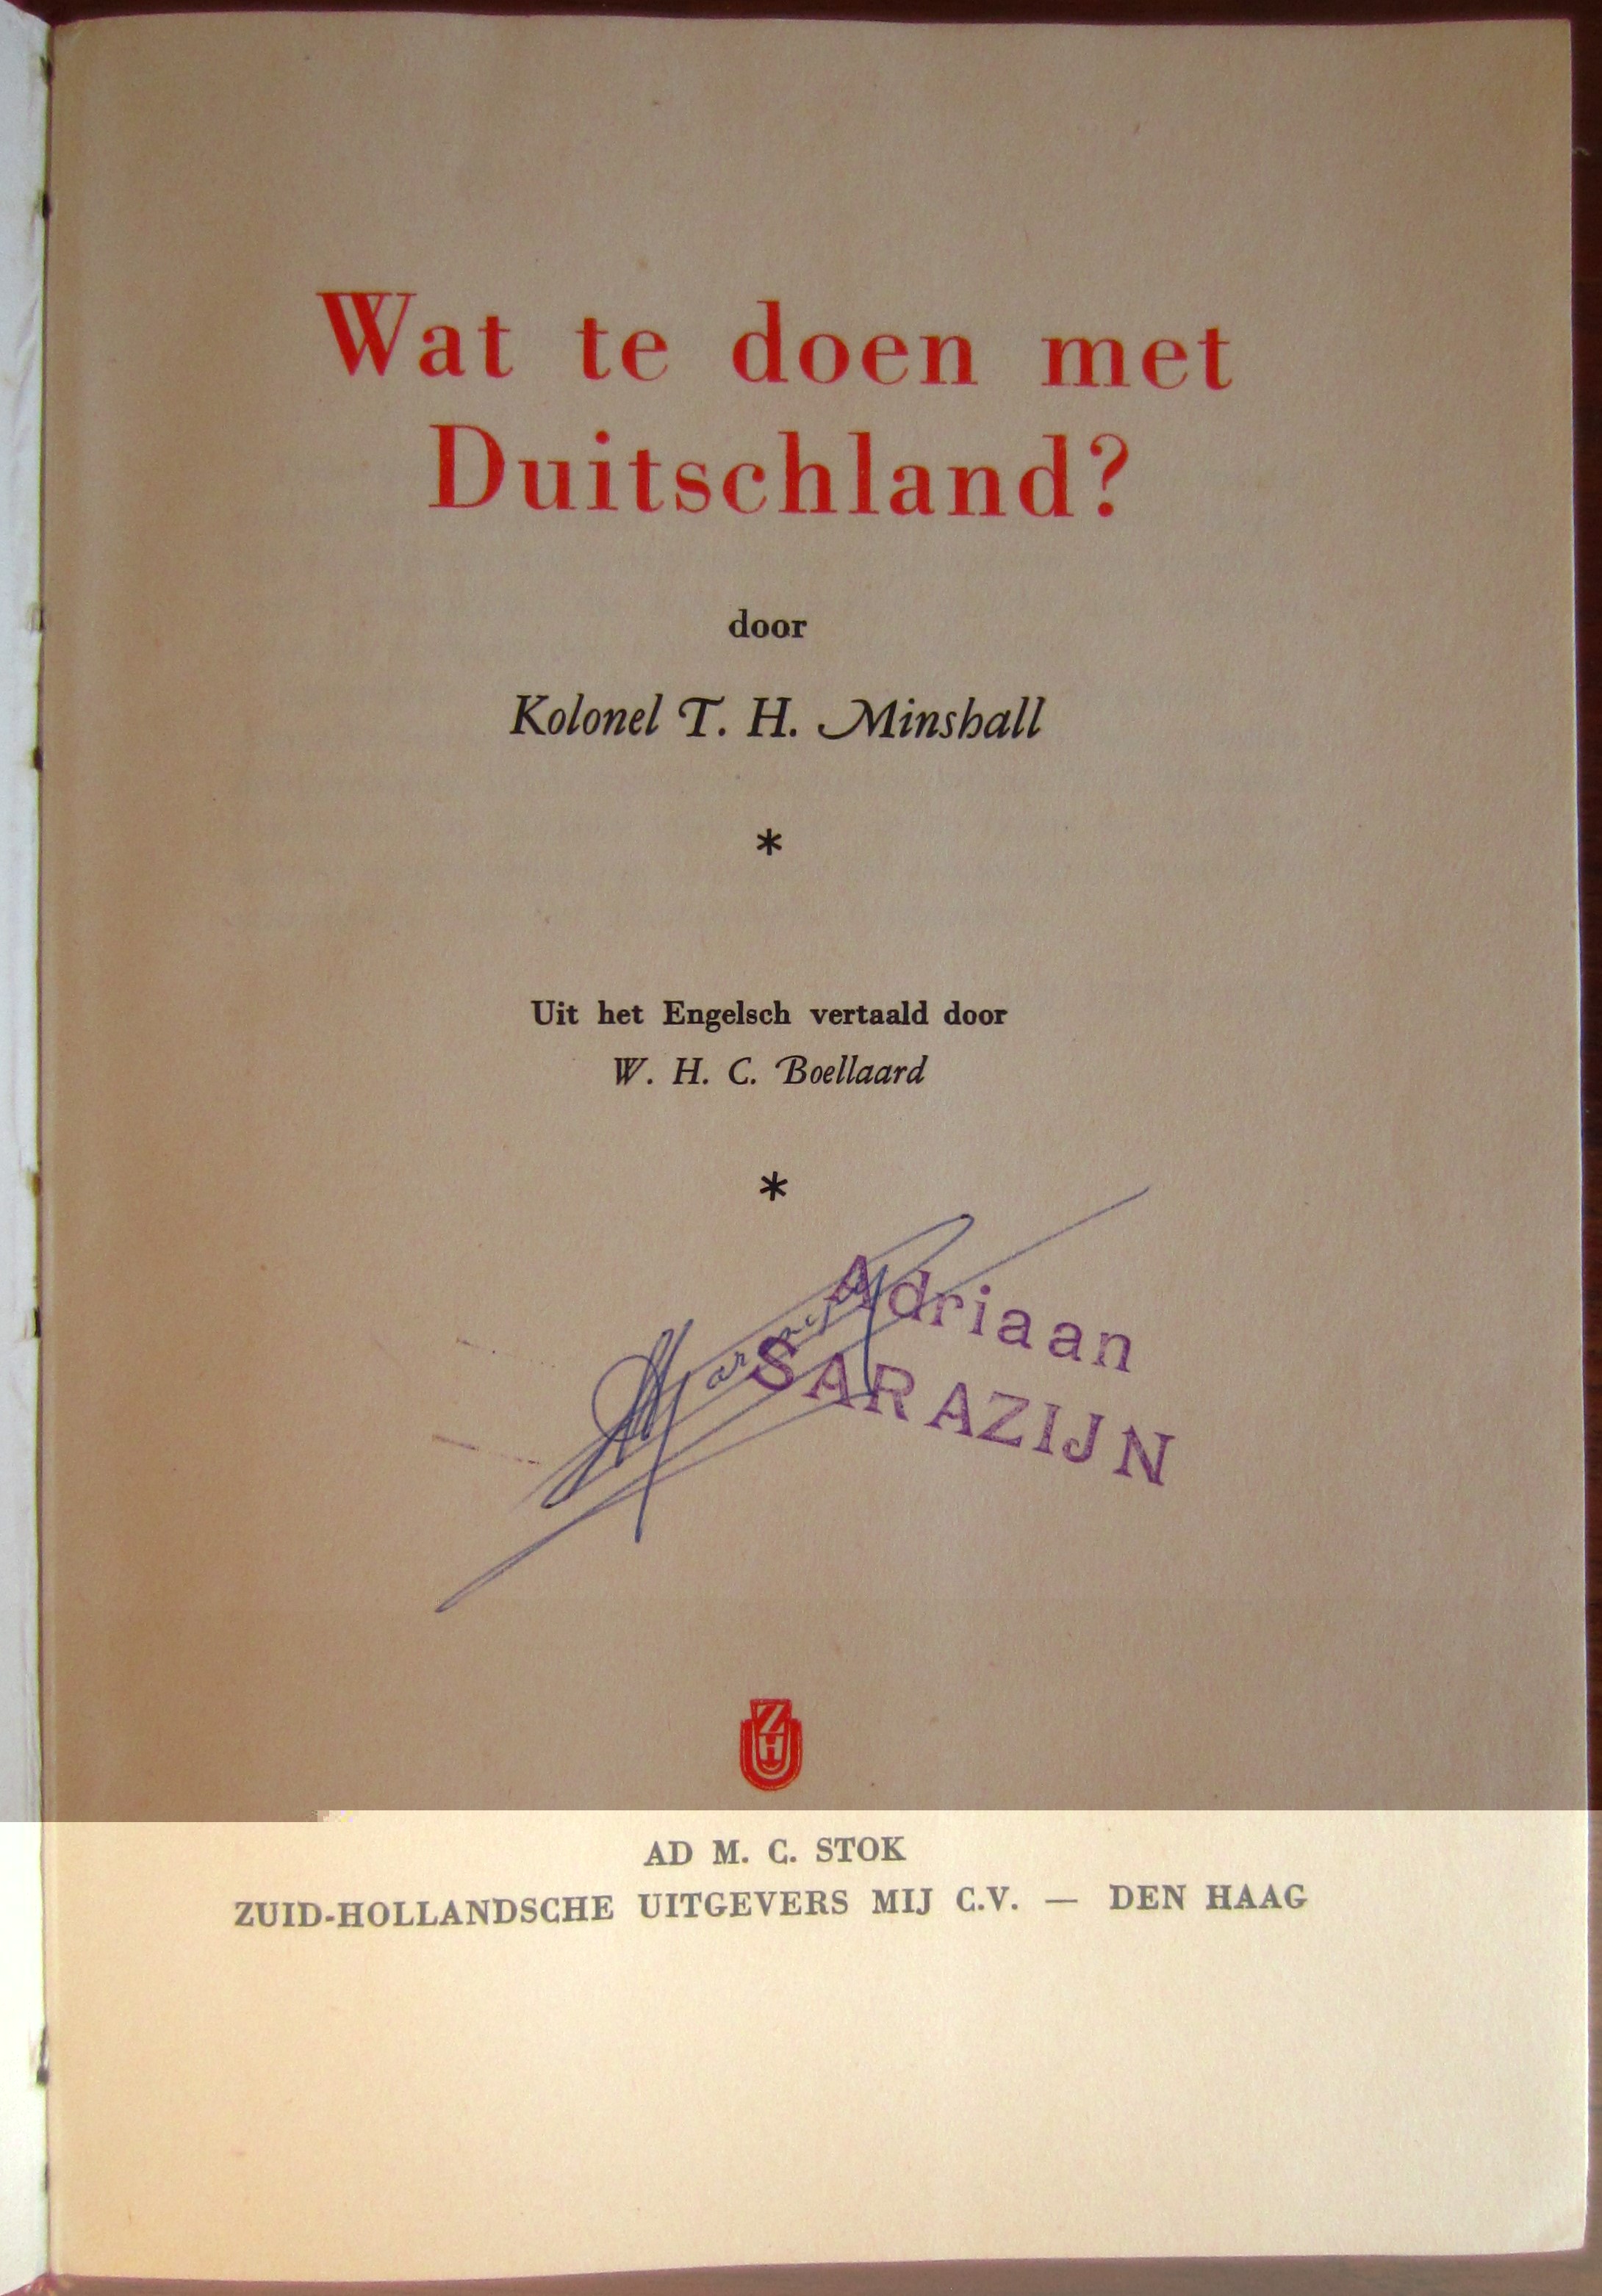 Wat te doen met
Duitschland?
door
Kolonel T. H. Minshall
*
Uit het Engelsch vertaald door
W. H. C. Boellaard
*
Adriaan
SARAZIJN
ZHU
AD M. C. STOK
ZUID-HOLLANDSCHE UITGEVERS MIJ C.V. — DEN HAAG